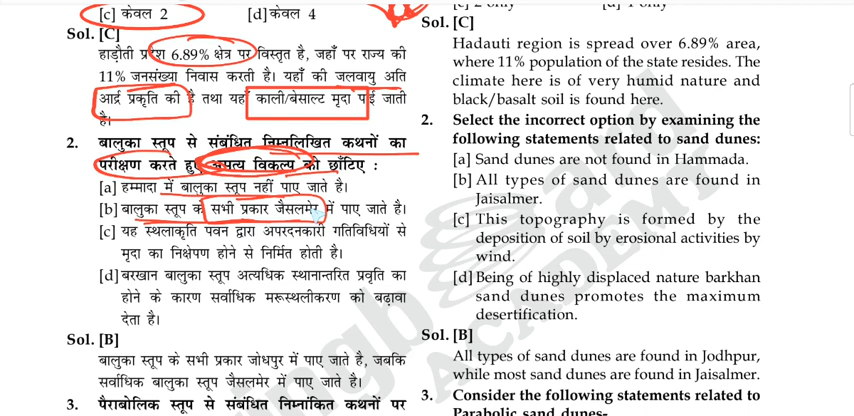 [c] केवल 2 [d] केवल 4
Sol. [C]
हाड़ौती प्रदेश 6.89% क्षेत्र पर विस्तृत है, जहाँ पर राज्य की
11% जनसंख्या निवास करती है। यहाँ की जलवायु अति
आर्द्र प्रकृति की है तथा यहाँ काली/बेसाल्ट मृदा पाई जाती
है।
2. बालुका स्तूप से संबंधित निम्नलिखित कथनों का
परीक्षण करते हुए असत्य विकल्प को छाँटिए :
[a] हम्मादा में बालुका स्तूप नहीं पाए जाते है।
[b] बालुका स्तूप के सभी प्रकार जैसलमेर में पाए जाते है।
[c] यह स्थलाकृति पवन द्वारा अपरदनकारी गतिविधियों से
मृदा का निक्षेपण होने से निर्मित होती है।
[d] बरखान बालुका स्तूप अत्यधिक स्थानान्तरित प्रवृति का
होने के कारण सर्वाधिक मरूस्थलीकरण को बढ़ावा
देता है।
Sol. [B]
बालुका स्तूप के सभी प्रकार जोधपुर में पाए जाते है, जबकि
सर्वाधिक बालुका स्तूप जैसलमेर में पाए जाते है।
3. पैराबोलिक स्तूप से संबंधित निम्नांकित कथनों पर
Sol. [C]
Hadauti region is spread over 6.89% area,
where 11% population of the state resides. The
climate here is of very humid nature and
black/basalt soil is found here.
2. Select the incorrect option by examining the
following statements related to sand dunes:
[a] Sand dunes are not found in Hammada.
[b] All types of sand dunes are found in
Jaisalmer.
[c] This topography is formed by the
deposition of soil by erosional activities by
wind.
[d] Being of highly displaced nature barkhan
sand dunes promotes the maximum
desertification.
Sol. [B]
All types of sand dunes are found in Jodhpur,
while most sand dunes are found in Jaisalmer.
3. Consider the following statements related to
Parabolic sand dunes-